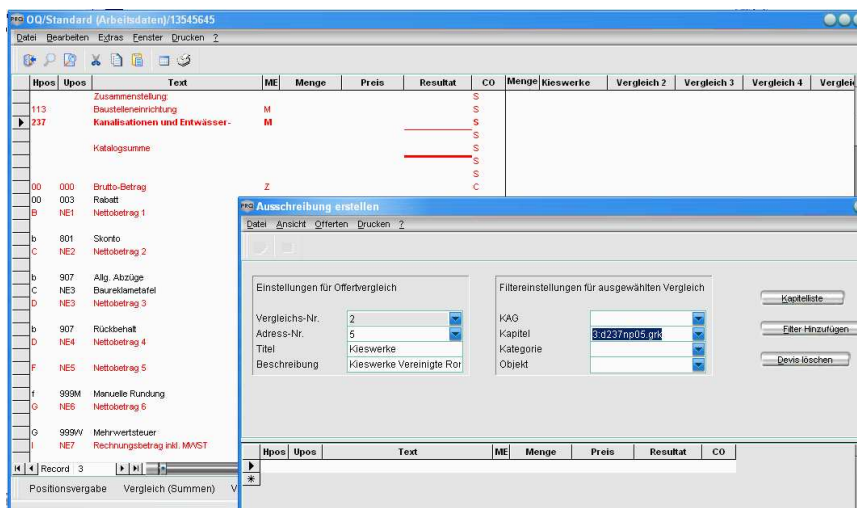 PRO OQ/Standard (Arbeitsdaten)/13545645
Datei Bearbeiten Extras Fenster Drucken ?
Hpos Upos Text ME Menge Preis Resultat CO Menge Kieswerke Vergleich 2 Vergleich 3 Vergleich 4 Verglei
Zusammenstellung: S
113 Baustelleneinrichtung M S
237 Kanalisationen und Entwässer- M S
S
Katalogsumme S
S
S
00 000 Brutto-Betrag Z C
00 003 Rabatt
B NE1 Nettobetrag 1
b 801 Skonto
C NE2 Nettobetrag 2
b 907 Allg. Abzüge
C NE3 Baureklametafel
D NE3 Nettobetrag 3
b 907 Rückbehalt
D NE4 Nettobetrag 4
F NE5 Nettobetrag 5
f 999M Manuelle Rundung
G NE6 Nettobetrag 6
G 999W Mehrwertsteuer
I NE7 Rechnungsbetrag inkl. MWST
Record 3
Positionsvergabe Vergleich (Summen) V
PRO Ausschreibung erstellen
Datei Ansicht Offerten Drucken ?
Einstellungen für Offertvergleich
Vergleichs-Nr. 2
Adress-Nr. 5
Titel Kieswerke
Beschreibung Kieswerke Vereinigte Ror
Filtereinstellungen für ausgewählten Vergleich
KAG
Kapitel 3:d237np05.grk
Kategorie
Objekt
Kapitelliste
Filter Hinzufügen
Devis löschen
Hpos Upos Text ME Menge Preis Resultat CO